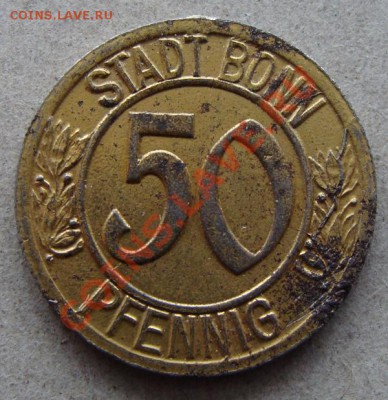 COINS.LAVE.RU
STADT BONN
50
PFENNIG
COINS.LAVE.RU